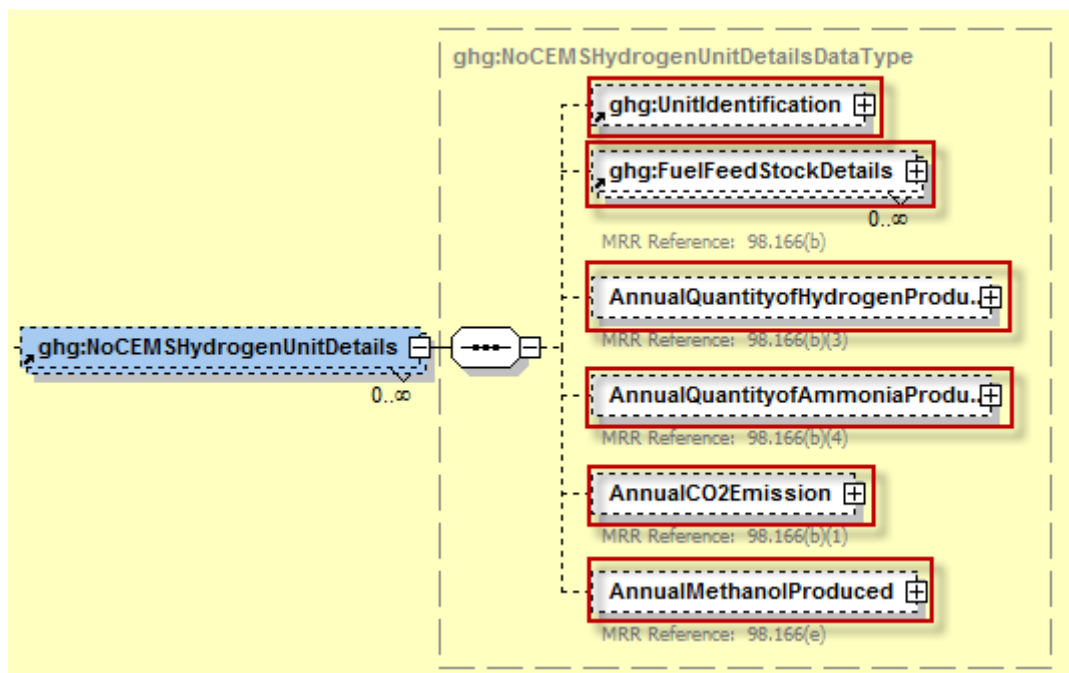 ghg:NoCEMSHydrogenUnitDetailsDataType
ghg:UnitIdentification
ghg:FuelFeedStockDetails
0..∞
MRR Reference: 98.166(b)
AnnualQuantityofHydrogenProdu..
MRR Reference: 98.166(b)(3)
ghg:NoCEMSHydrogenUnitDetails
0..∞
AnnualQuantityofAmmoniaProdu..
MRR Reference: 98.166(b)(4)
AnnualCO2Emission
MRR Reference: 98.166(b)(1)
AnnualMethanolProduced
MRR Reference: 98.166(e)